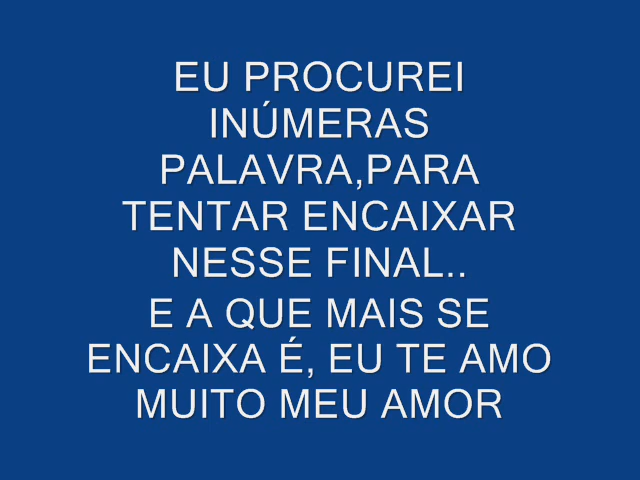 EU PROCUREI
INÚMERAS
PALAVRA,PARA
TENTAR ENCAIXAR
NESSE FINAL..
E A QUE MAIS SE
ENCAIXA É, EU TE AMO
MUITO MEU AMOR